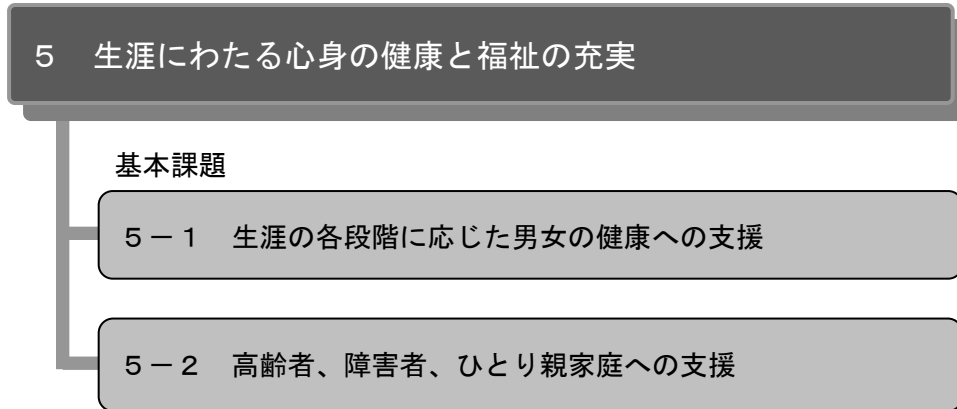 ５　生涯にわたる心身の健康と福祉の充実
基本課題
５－１　生涯の各段階に応じた男女の健康への支援
５－２　高齢者、障害者、ひとり親家庭への支援